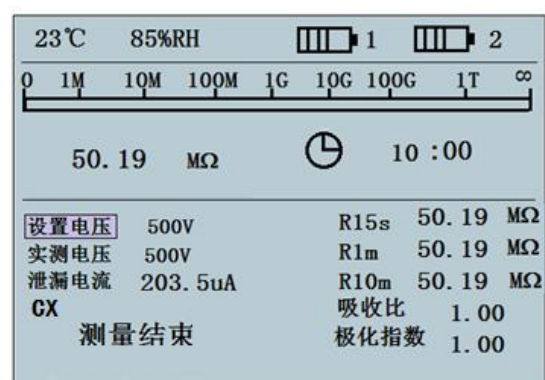 23℃ 85%RH 1 2
0 1M 10M 100M 1G 10G 100G 1T ∞
50.19 MΩ 10:00
设置电压 500V R15s 50.19 MΩ
实测电压 500V R1m 50.19 MΩ
泄漏电流 203.5uA R10m 50.19 MΩ
CX 吸收比 1.00
测量结束 极化指数 1.00